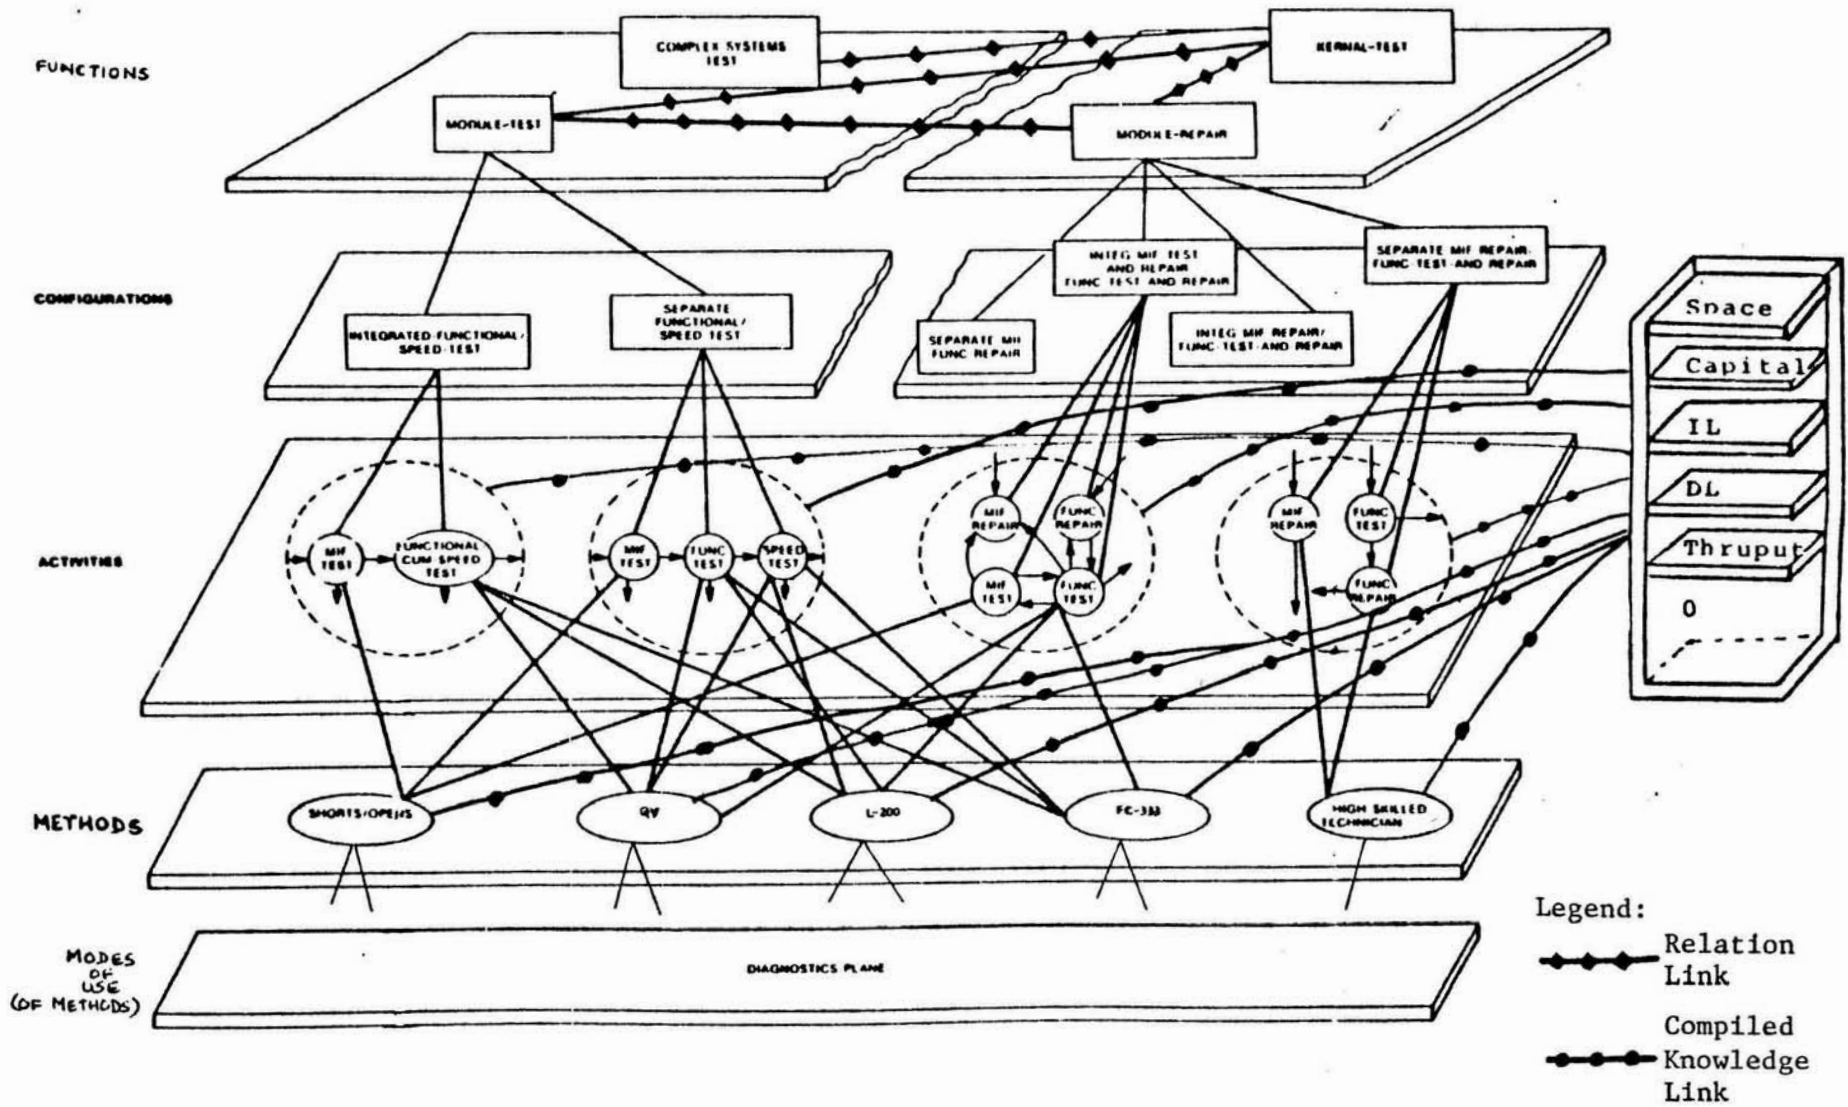 FUNCTIONS
COMPLEX SYSTEMS
TEST
KERNAL-TEST
MODULE-TEST
MODULE-REPAIR
CONFIGURATIONS
INTEGRATED-FUNCTIONAL/
SPEED-TEST
SEPARATE
FUNCTIONAL/
SPEED TEST
INTEG MIF TEST
AND REPAIR
FUNC TEST AND REPAIR
SEPARATE MIF REPAIR-
FUNC-TEST-AND REPAIR
SEPARATE MIF
FUNC REPAIR
INTEG MIF REPAIR/
FUNC-TEST-AND-REPAIR
Space
Capital
IL
DL
Thruput
0
ACTIVITIES
MIF
TEST
FUNCTIONAL
CUM-SPEED
TEST
MIF
TEST
FUNC
TEST
SPEED
TEST
MIF
REPAIR
FUNC
REPAIR
MIF
TEST
FUNC
TEST
MIF
REPAIR
FUNC
TEST
FUNC
REPAIR
METHODS
SHORTS/OPENS
QV
L-200
FC-333
HIGH SKILLED
TECHNICIAN
MODES
OF
USE
(OF METHODS)
DIAGNOSTICS PLANE
Legend:
Relation
Link
Compiled
Knowledge
Link